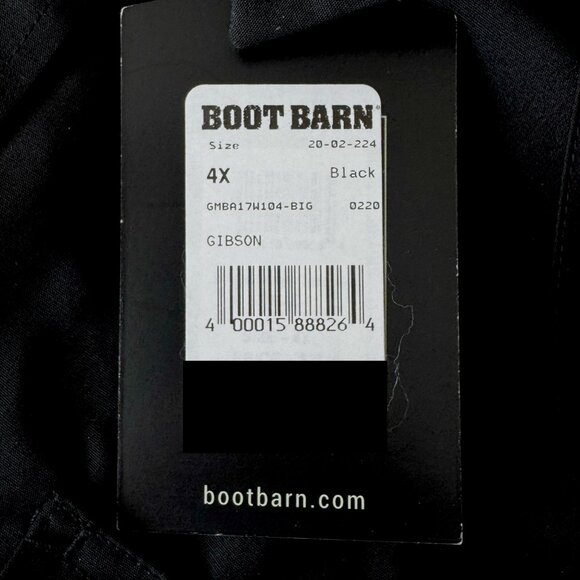 BOOT BARN®
Size 20-02-224
4X Black
GMBA17W104-BIG 0220
GIBSON
4 00015 88826 4
bootbarn.com